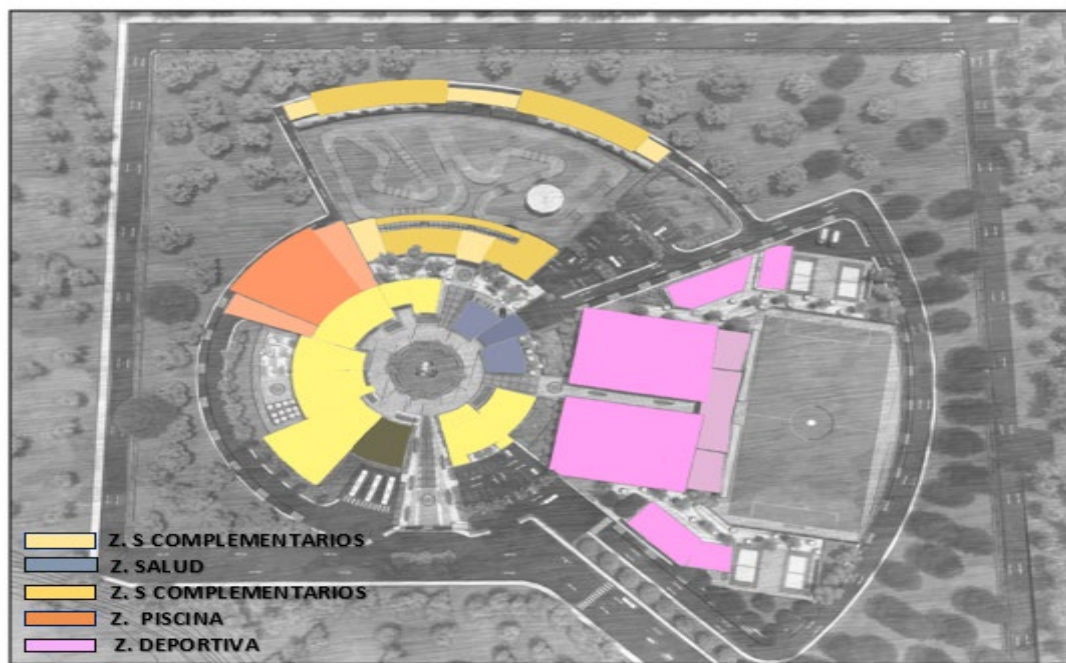 Z. S COMPLEMENTARIOS
Z. SALUD
Z. S COMPLEMENTARIOS
Z. PISCINA
Z. DEPORTIVA